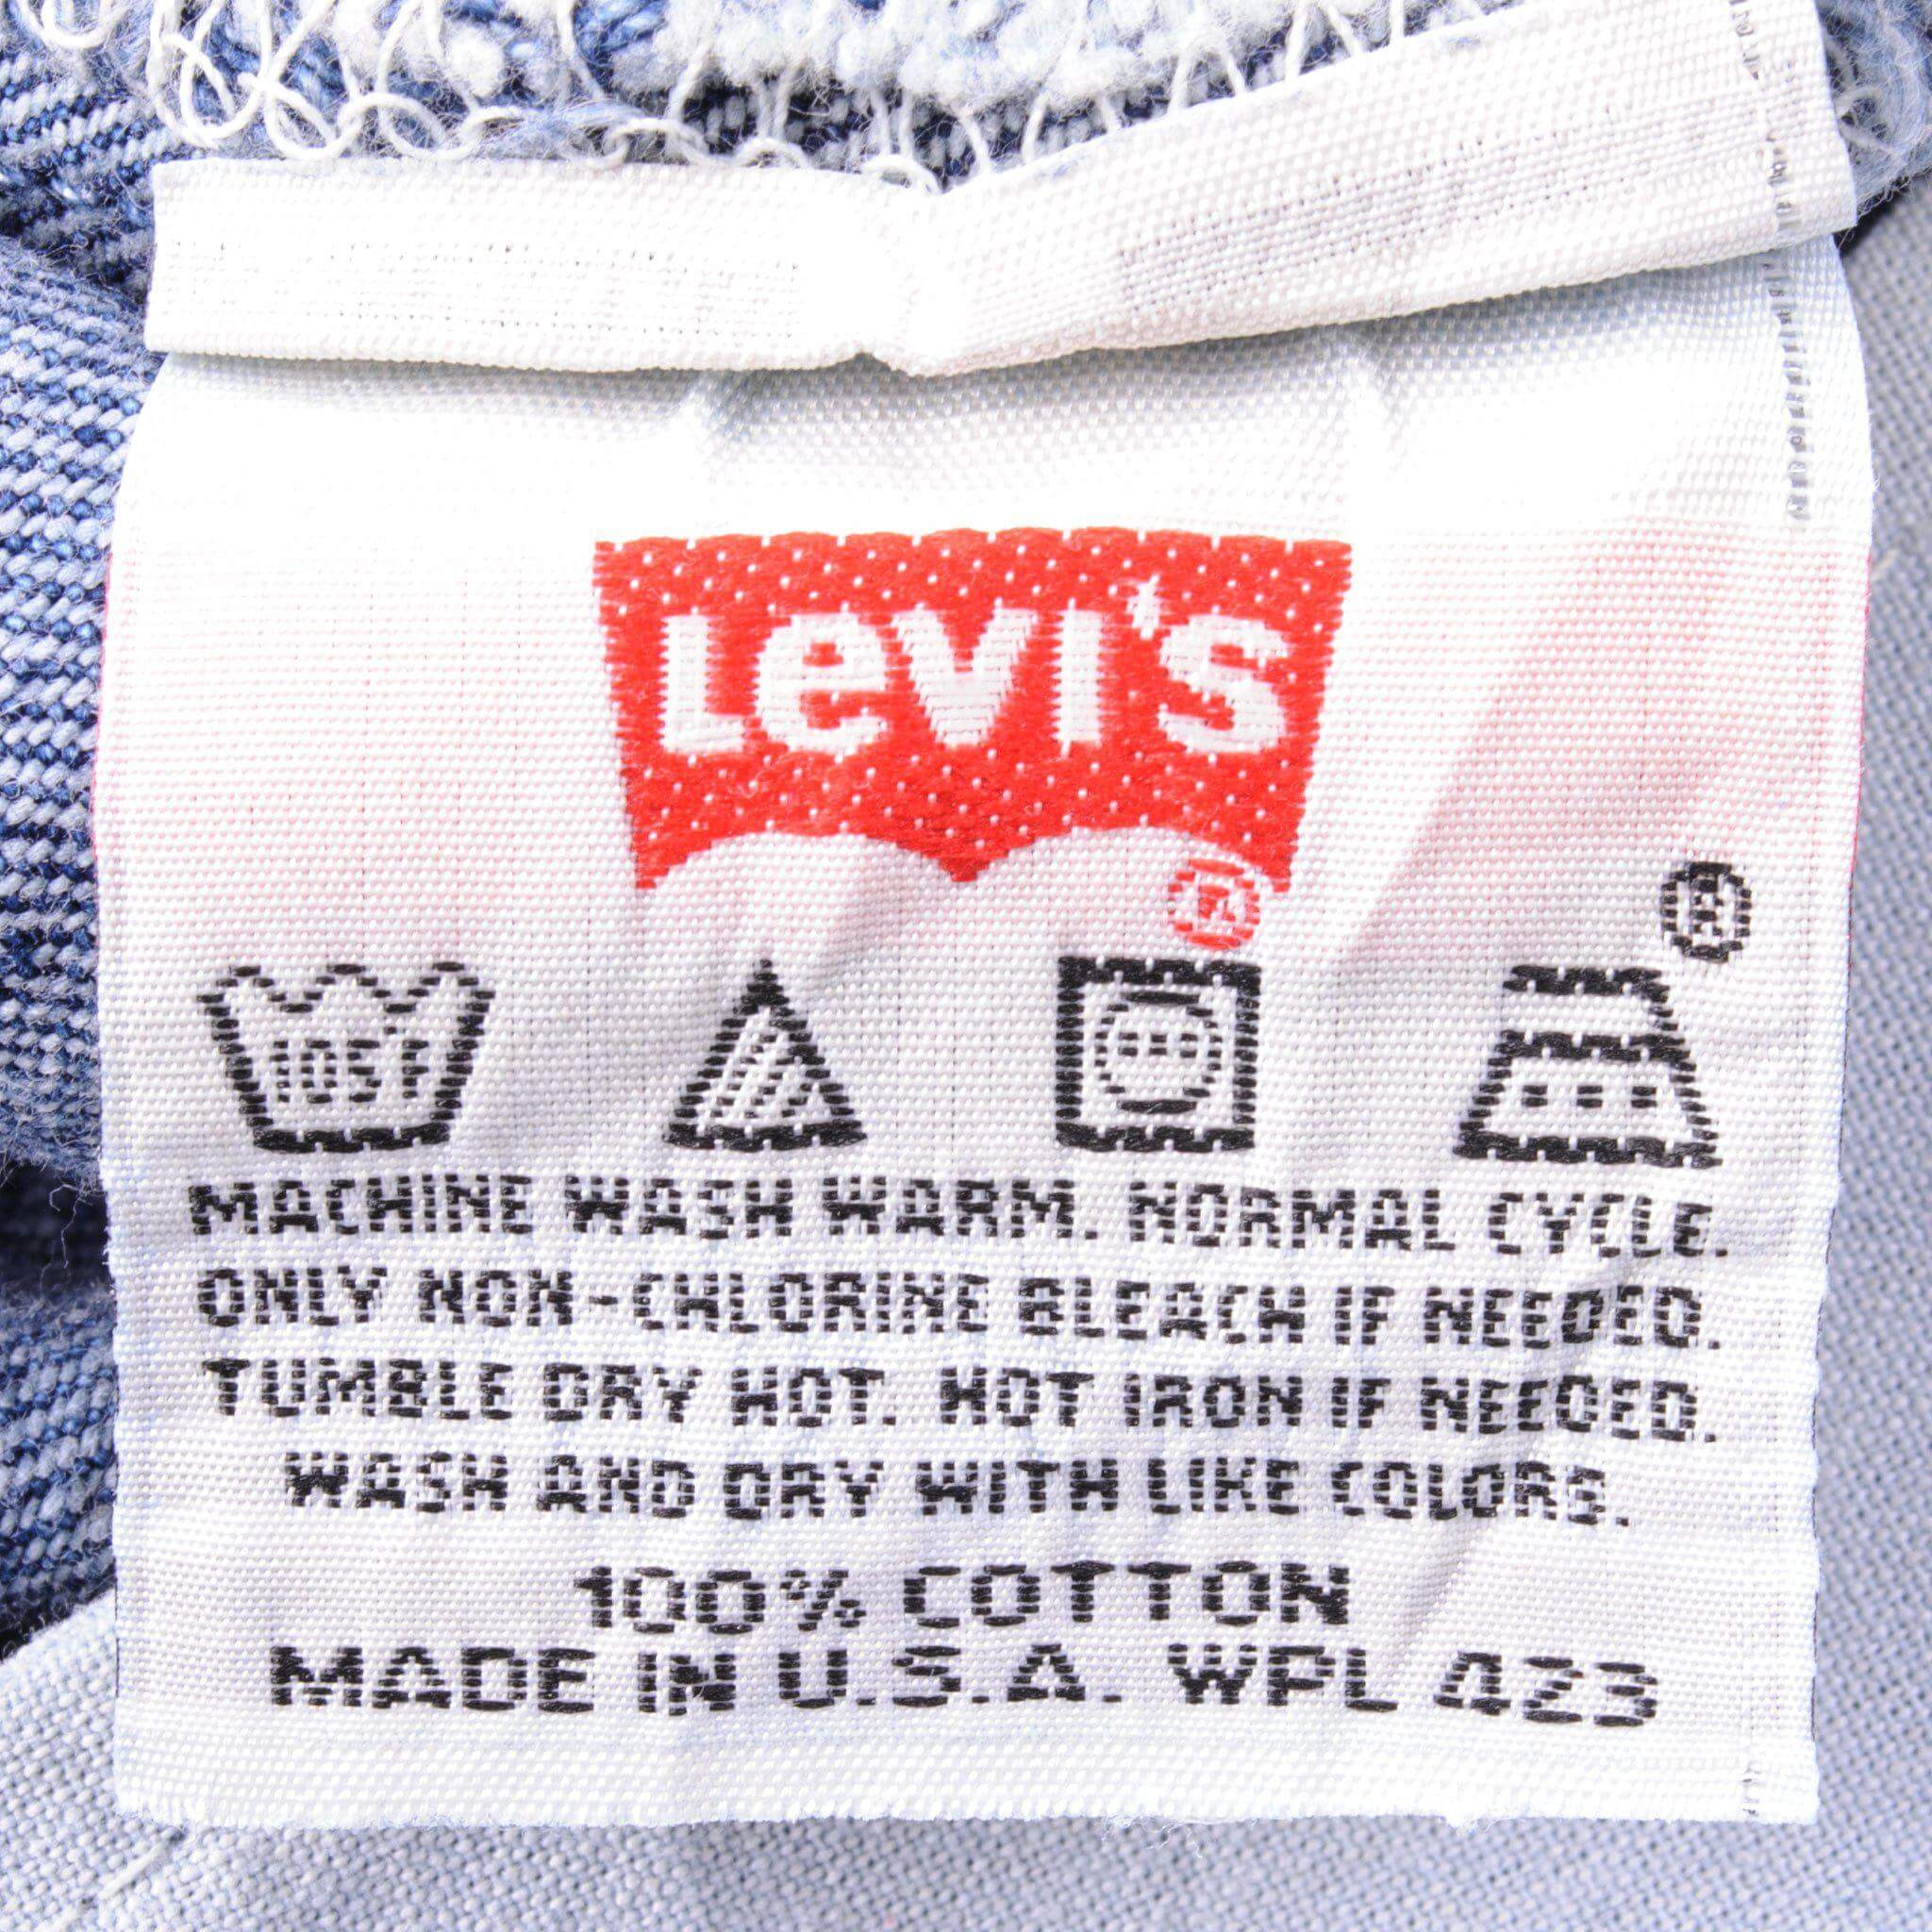 Levi's
®
®
105F
MACHINE WASH WARM. NORMAL CYCLE.
ONLY NON-CHLORINE BLEACH IF NEEDED.
TUMBLE DRY HOT. HOT IRON IF NEEDED.
WASH AND DRY WITH LIKE COLORS.
100% COTTON
MADE IN U.S.A. WPL 423